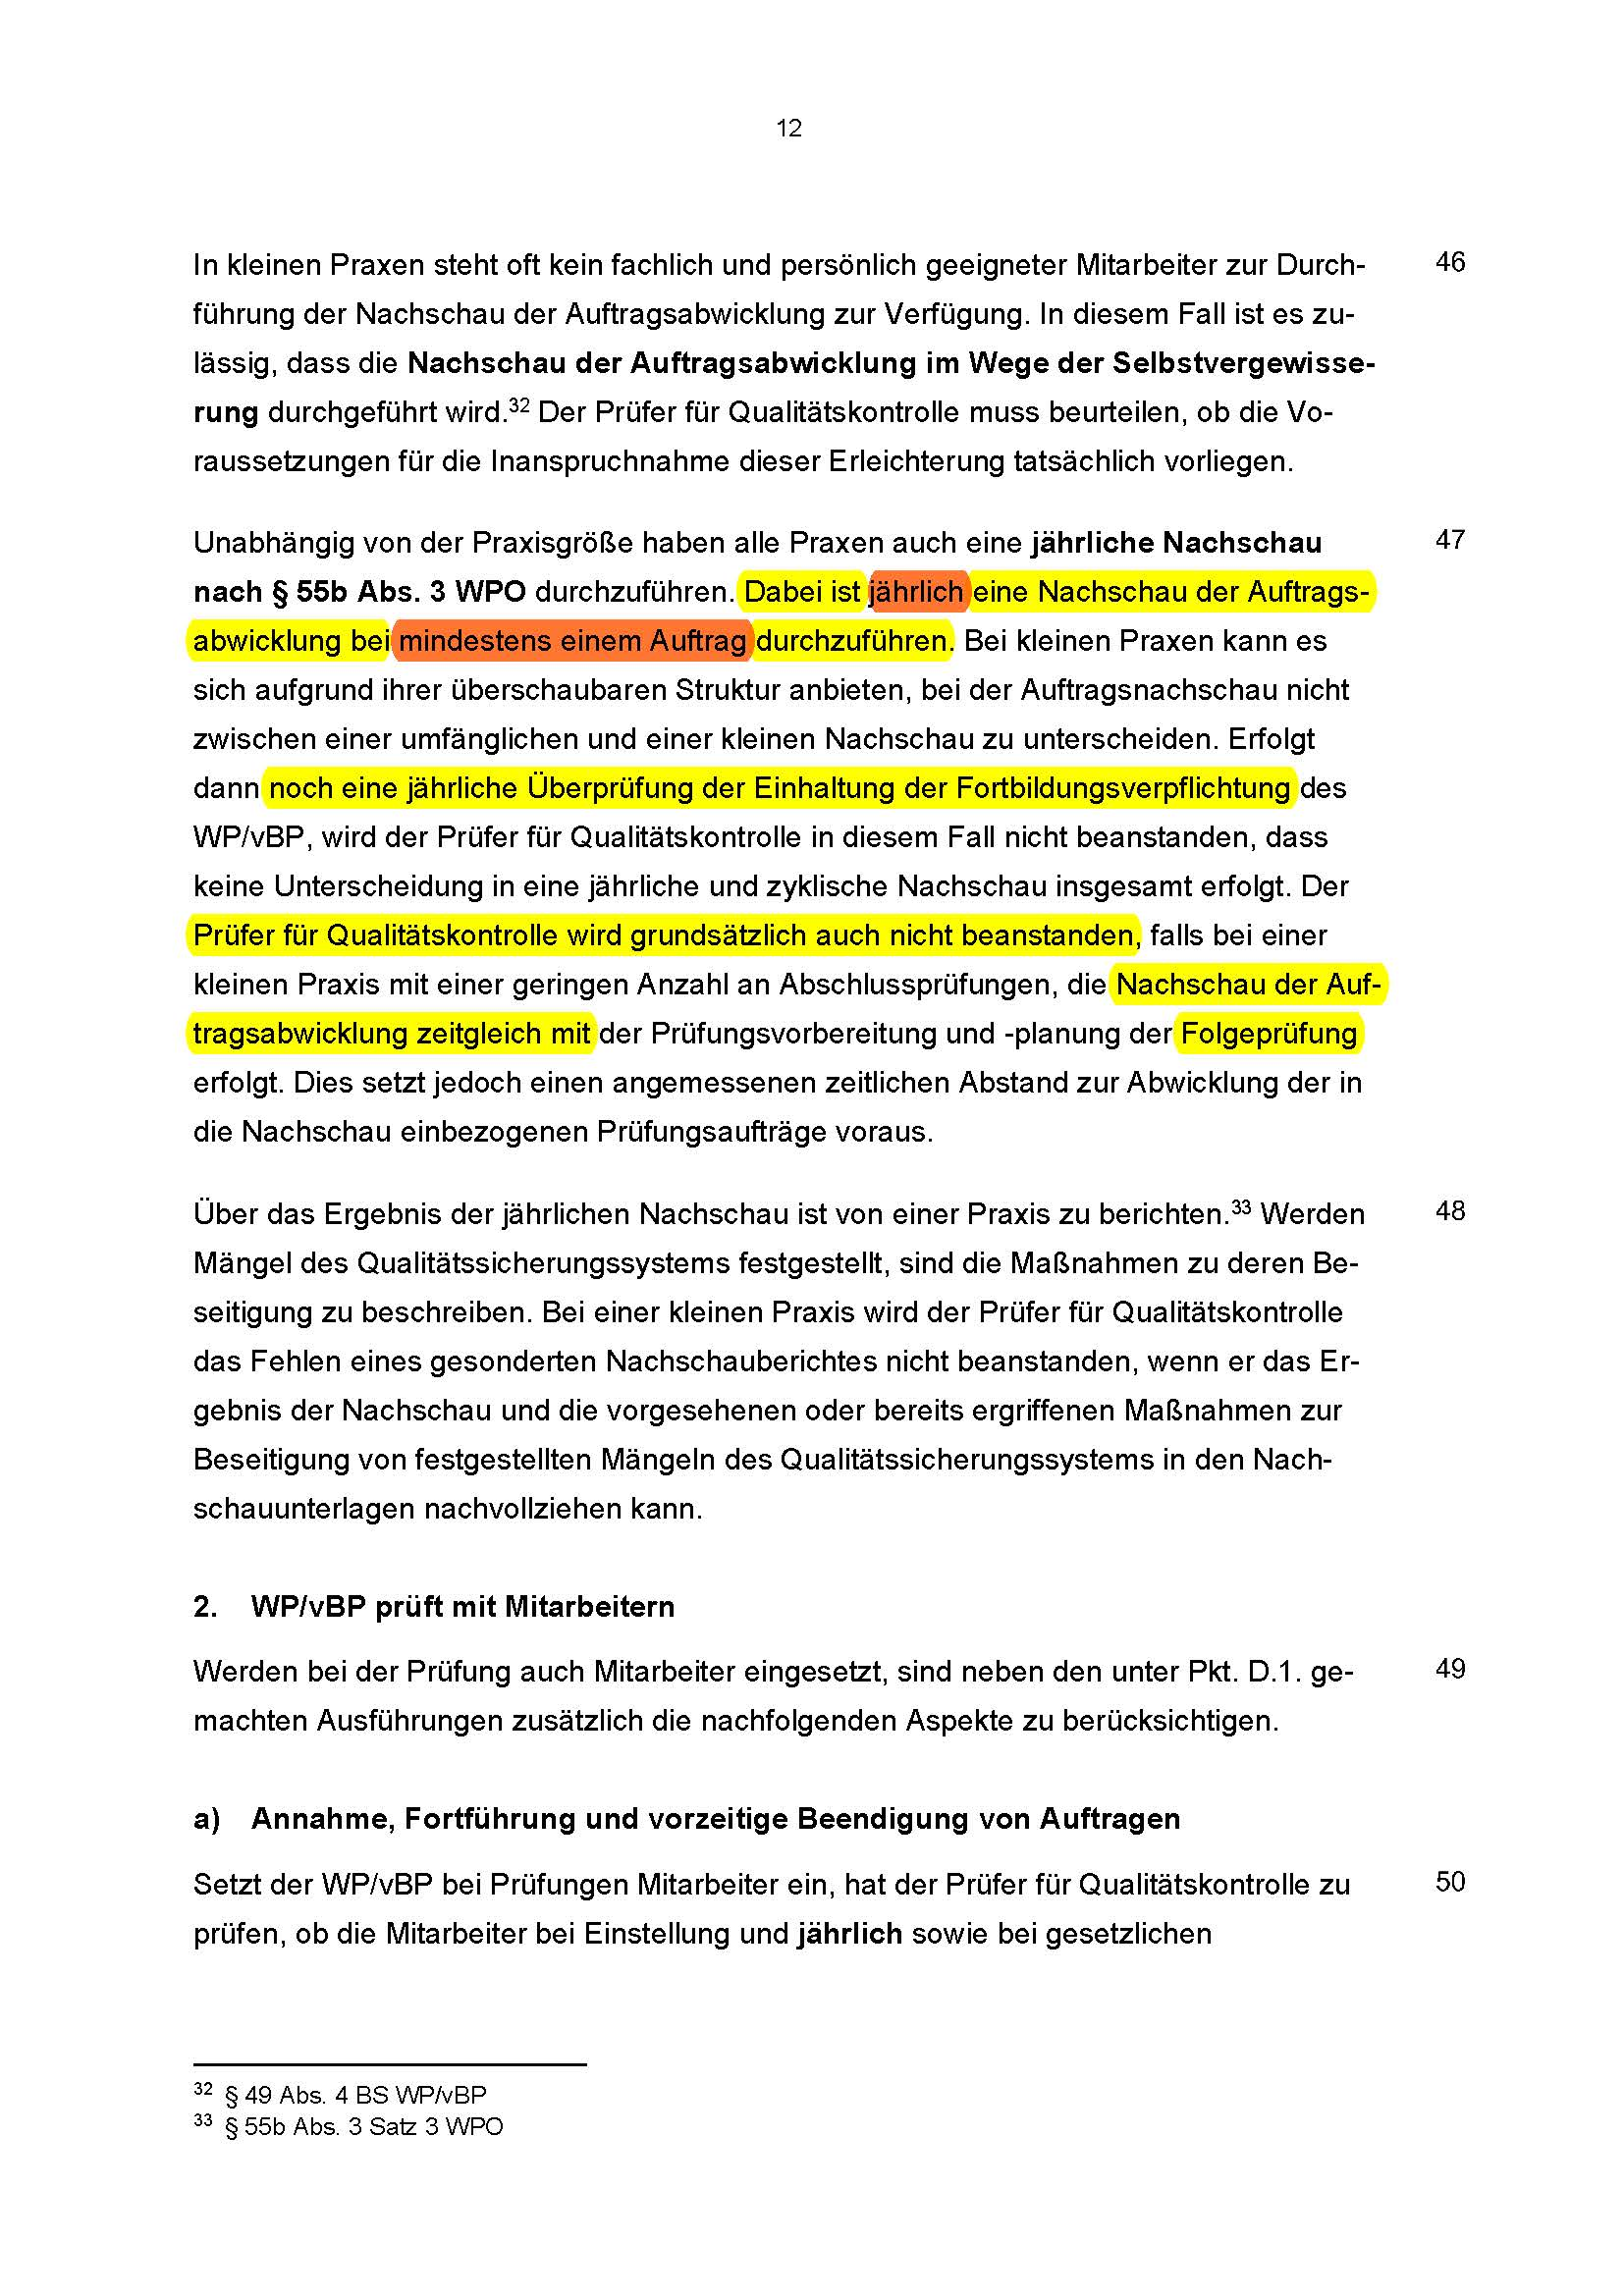 12
In kleinen Praxen steht oft kein fachlich und persönlich geeigneter Mitarbeiter zur Durch- 46
führung der Nachschau der Auftragsabwicklung zur Verfügung. In diesem Fall ist es zu-
lässig, dass die Nachschau der Auftragsabwicklung im Wege der Selbstvergewisse-
rung durchgeführt wird.32 Der Prüfer für Qualitätskontrolle muss beurteilen, ob die Vo-
raussetzungen für die Inanspruchnahme dieser Erleichterung tatsächlich vorliegen.
Unabhängig von der Praxisgröße haben alle Praxen auch eine jährliche Nachschau 47
nach § 55b Abs. 3 WPO durchzuführen. Dabei ist jährlich eine Nachschau der Auftrags-
abwicklung bei mindestens einem Auftrag durchzuführen. Bei kleinen Praxen kann es
sich aufgrund ihrer überschaubaren Struktur anbieten, bei der Auftragsnachschau nicht
zwischen einer umfänglichen und einer kleinen Nachschau zu unterscheiden. Erfolgt
dann noch eine jährliche Überprüfung der Einhaltung der Fortbildungsverpflichtung des
WP/vBP, wird der Prüfer für Qualitätskontrolle in diesem Fall nicht beanstanden, dass
keine Unterscheidung in eine jährliche und zyklische Nachschau insgesamt erfolgt. Der
Prüfer für Qualitätskontrolle wird grundsätzlich auch nicht beanstanden, falls bei einer
kleinen Praxis mit einer geringen Anzahl an Abschlussprüfungen, die Nachschau der Auf-
tragsabwicklung zeitgleich mit der Prüfungsvorbereitung und -planung der Folgeprüfung
erfolgt. Dies setzt jedoch einen angemessenen zeitlichen Abstand zur Abwicklung der in
die Nachschau einbezogenen Prüfungsaufträge voraus.
Über das Ergebnis der jährlichen Nachschau ist von einer Praxis zu berichten.33 Werden 48
Mängel des Qualitätssicherungssystems festgestellt, sind die Maßnahmen zu deren Be-
seitigung zu beschreiben. Bei einer kleinen Praxis wird der Prüfer für Qualitätskontrolle
das Fehlen eines gesonderten Nachschauberichtes nicht beanstanden, wenn er das Er-
gebnis der Nachschau und die vorgesehenen oder bereits ergriffenen Maßnahmen zur
Beseitigung von festgestellten Mängeln des Qualitätssicherungssystems in den Nach-
schauunterlagen nachvollziehen kann.
2. WP/vBP prüft mit Mitarbeitern
Werden bei der Prüfung auch Mitarbeiter eingesetzt, sind neben den unter Pkt. D.1. ge- 49
machten Ausführungen zusätzlich die nachfolgenden Aspekte zu berücksichtigen.
a) Annahme, Fortführung und vorzeitige Beendigung von Auftragen
Setzt der WP/vBP bei Prüfungen Mitarbeiter ein, hat der Prüfer für Qualitätskontrolle zu 50
prüfen, ob die Mitarbeiter bei Einstellung und jährlich sowie bei gesetzlichen
32 § 49 Abs. 4 BS WP/vBP
33 § 55b Abs. 3 Satz 3 WPO